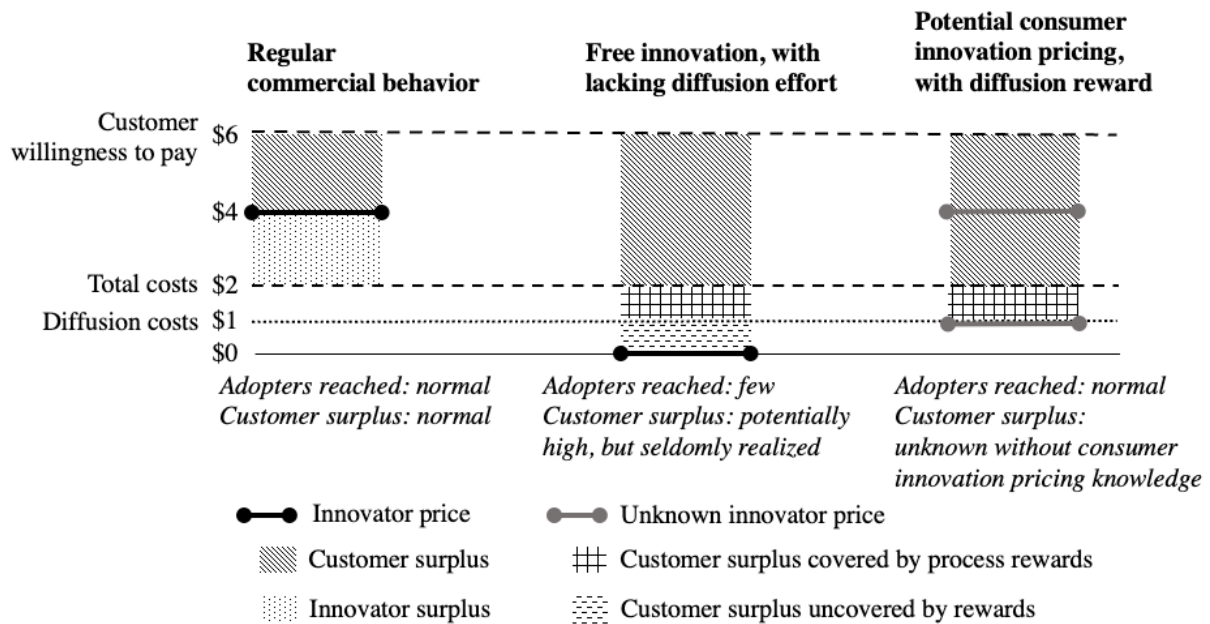 Regular
commercial behavior
Free innovation, with
lacking diffusion effort
Potential consumer
innovation pricing,
with diffusion reward
Customer
willingness to pay
$6
$4
Total costs $2
Diffusion costs $1
$0
Adopters reached: normal
Customer surplus: normal
Adopters reached: few
Customer surplus: potentially
high, but seldomly realized
Adopters reached: normal
Customer surplus:
unknown without consumer
innovation pricing knowledge
Innovator price
Unknown innovator price
Customer surplus
Customer surplus covered by process rewards
Innovator surplus
Customer surplus uncovered by rewards